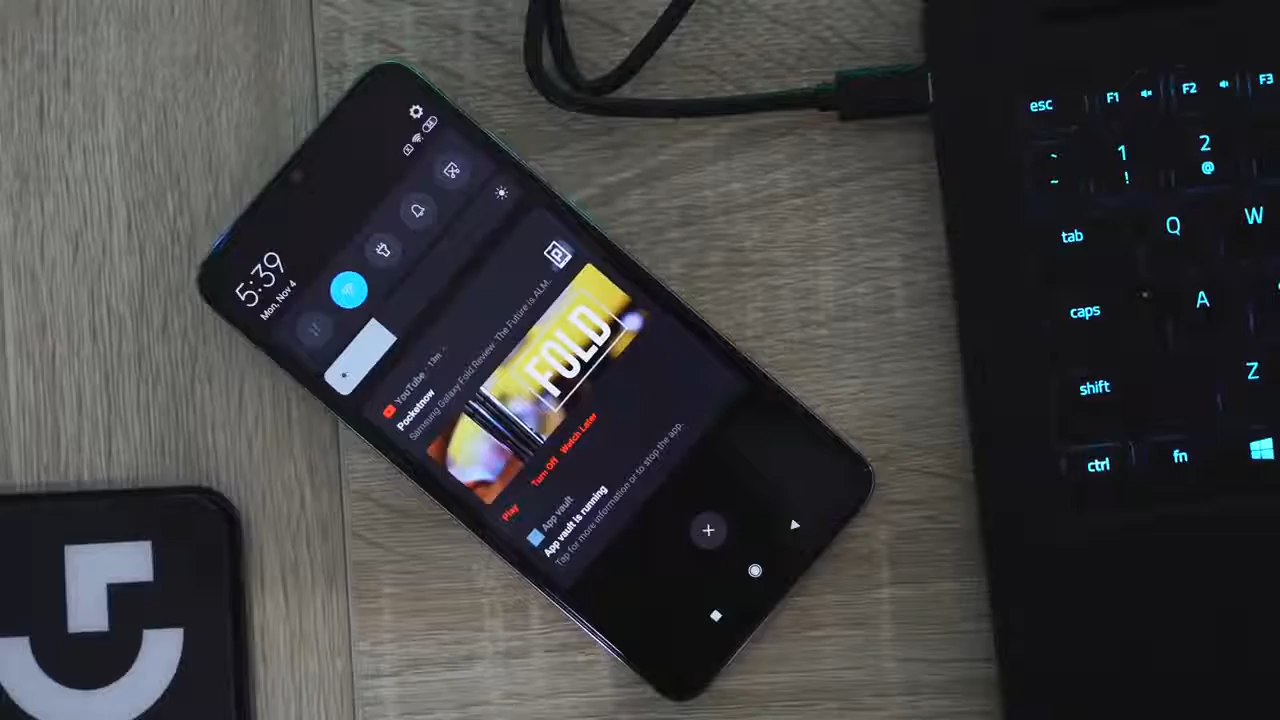 5:39
Mon, Nov 4
YouTube · 13m
Pocketnow
Samsung Galaxy Fold Review: The Future is ALM..
P
FOLD
Play
Turn Off
Watch Later
App vault
App vault is running
Tap for more information or to stop the app.
esc
F1
F2
F3
~
1
!
2
@
tab
Q
W
caps
A
shift
Z
ctrl
fn